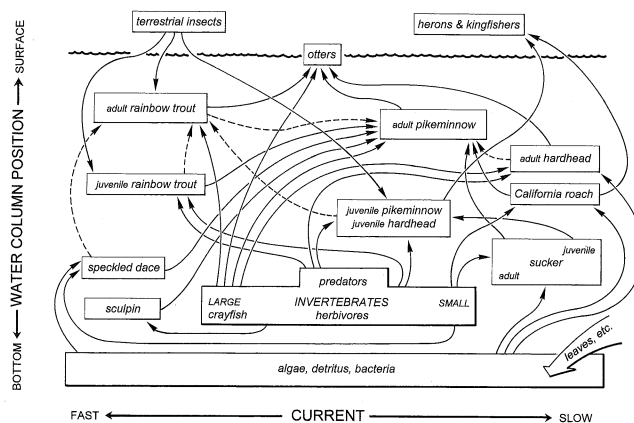 terrestrial insects
herons & kingfishers
otters
adult rainbow trout
adult pikeminnow
adult hardhead
juvenile rainbow trout
California roach
juvenile pikeminnow
juvenile hardhead
speckled dace
juvenile
sucker
adult
predators
LARGE INVERTEBRATES SMALL
crayfish herbivores
sculpin
leaves, etc.
algae, detritus, bacteria
BOTTOM WATER COLUMN POSITION SURFACE
FAST CURRENT SLOW